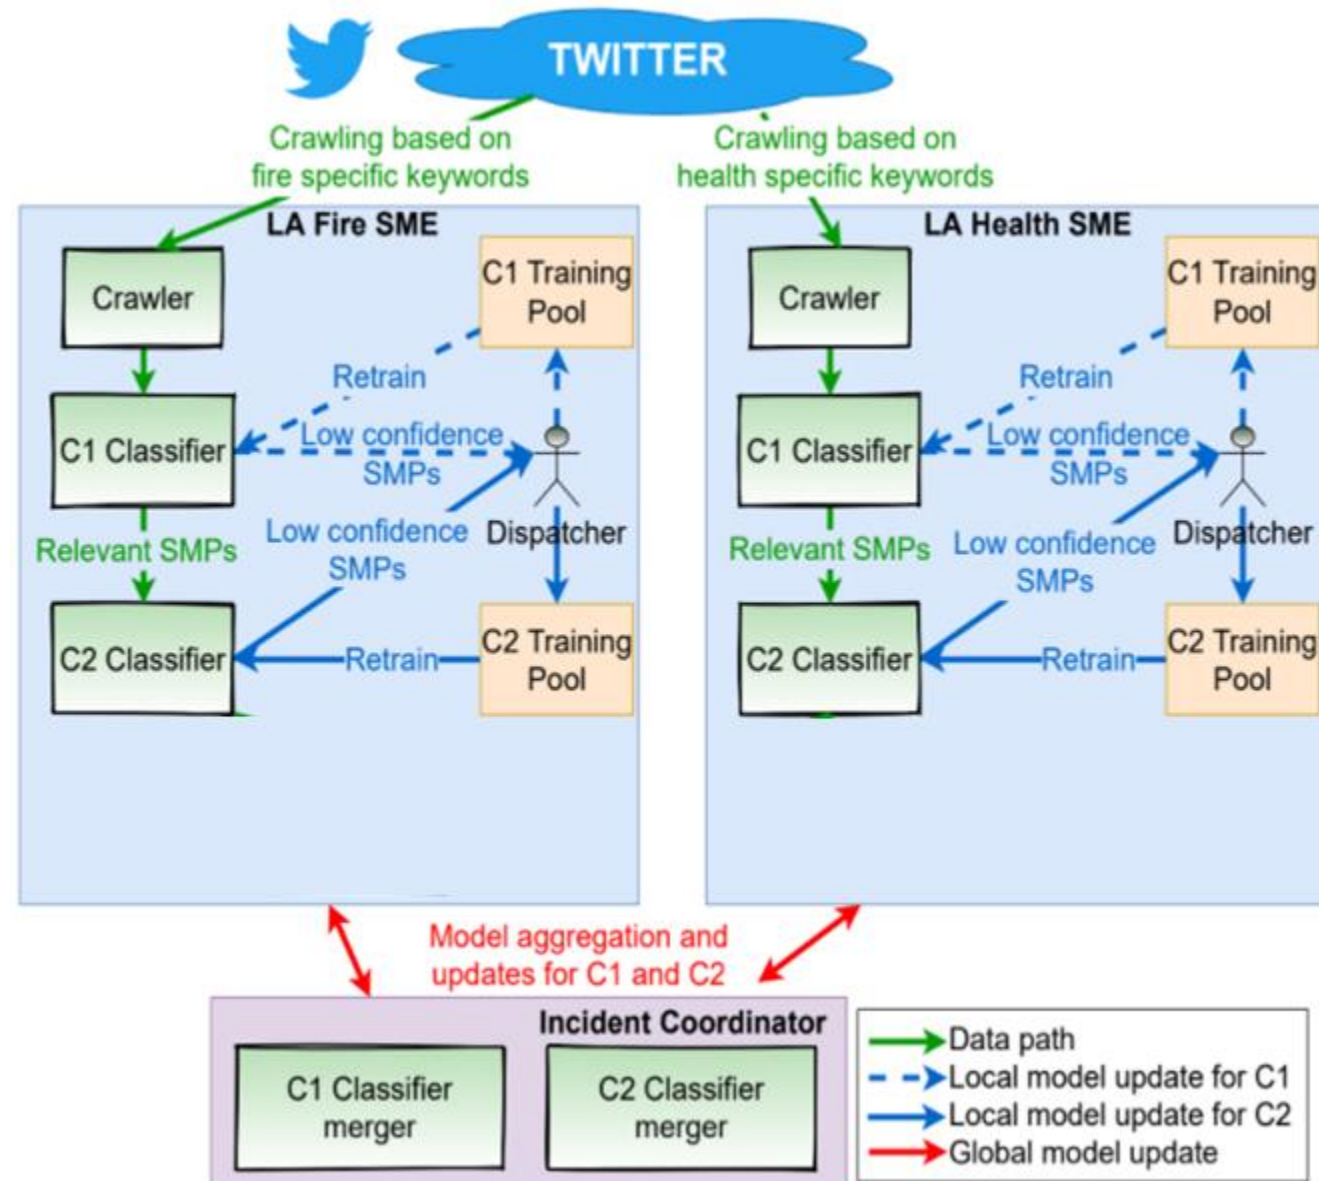 TWITTER
Crawling based on
fire specific keywords
Crawling based on
health specific keywords
LA Fire SME
Crawler
C1 Training
Pool
Retrain
C1 Classifier
Low confidence
SMPs
Relevant SMPs
Low confidence
SMPs
Dispatcher
C2 Classifier
Retrain
C2 Training
Pool
LA Health SME
Crawler
C1 Training
Pool
Retrain
C1 Classifier
Low confidence
SMPs
Relevant SMPs
Low confidence
SMPs
Dispatcher
C2 Classifier
Retrain
C2 Training
Pool
Model aggregation and
updates for C1 and C2
Incident Coordinator
C1 Classifier
merger
C2 Classifier
merger
Data path
Local model update for C1
Local model update for C2
Global model update